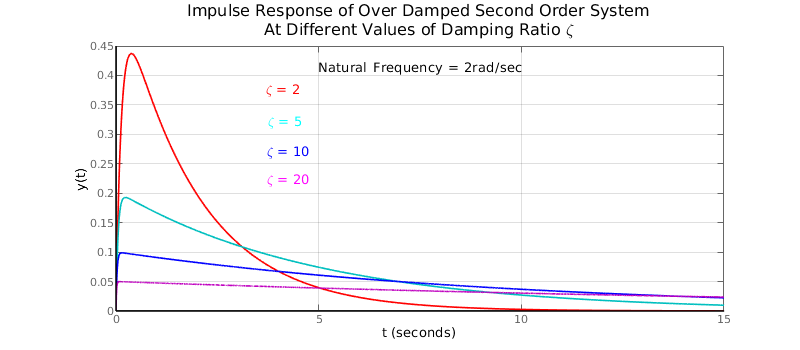 Impulse Response of Over Damped Second Order System
At Different Values of Damping Ratio ζ
0.45
Natural Frequency = 2rad/sec
0.4
ζ = 2
0.35
ζ = 5
0.3
ζ = 10
0.25
ζ = 20
0.2
y(t)
0.15
0.1
0.05
0
0 5 10 15
t (seconds)